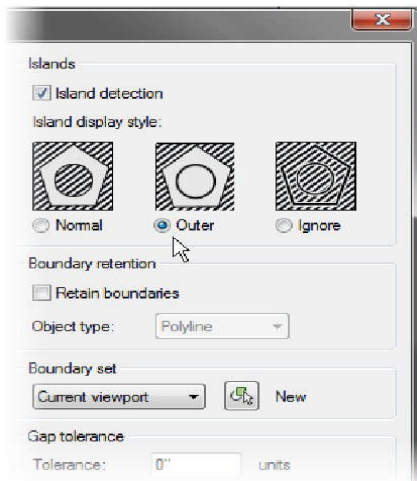 Islands
Island detection
Island display style:
Normal Outer Ignore
Boundary retention
Retain boundaries
Object type: Polyline
Boundary set
Current viewport New
Gap tolerance
Tolerance: 0" units